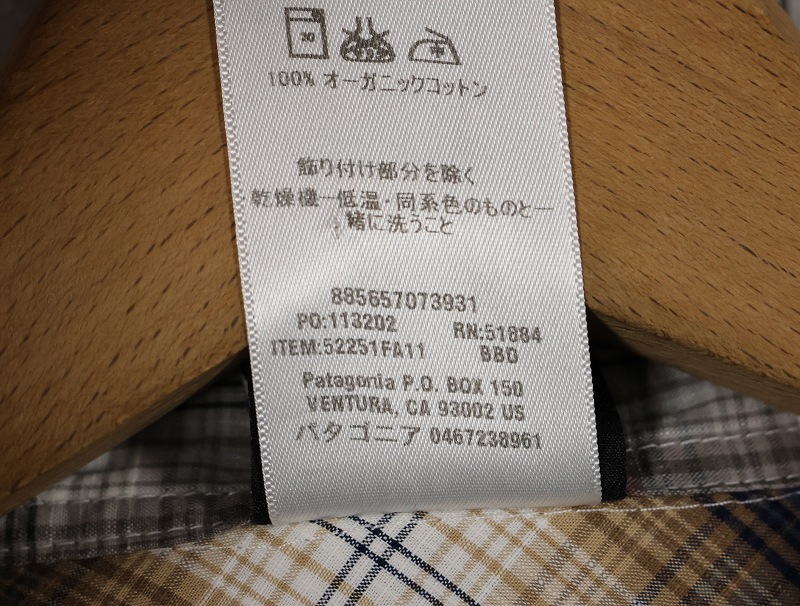 100% オーガニックコットン
飾り付け部分を除く
乾燥機一低温・同系色のものと一
緒に洗うこと
885657073931
PO:113202 RN:51884
ITEM:52251FA11 BBD
Patagonia P.O. BOX 150
VENTURA, CA 93002 US
パタゴニア 0467238961